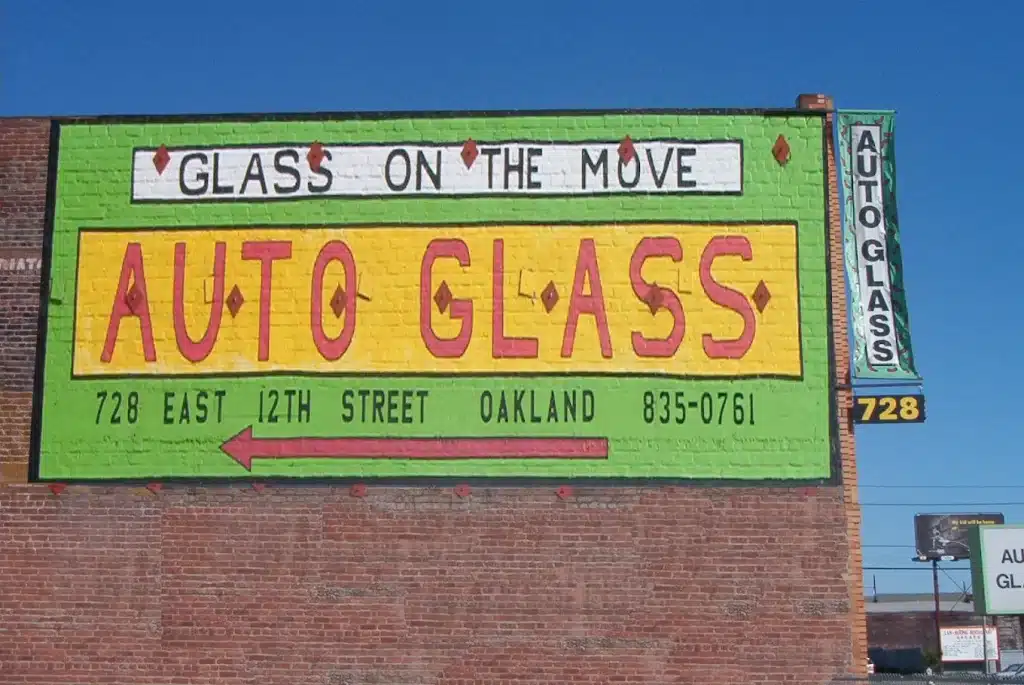 GLASS ON THE MOVE
AUTO GLASS
728 EAST 12TH STREET OAKLAND 835-0761
AUTO GLASS
728
AU
GL